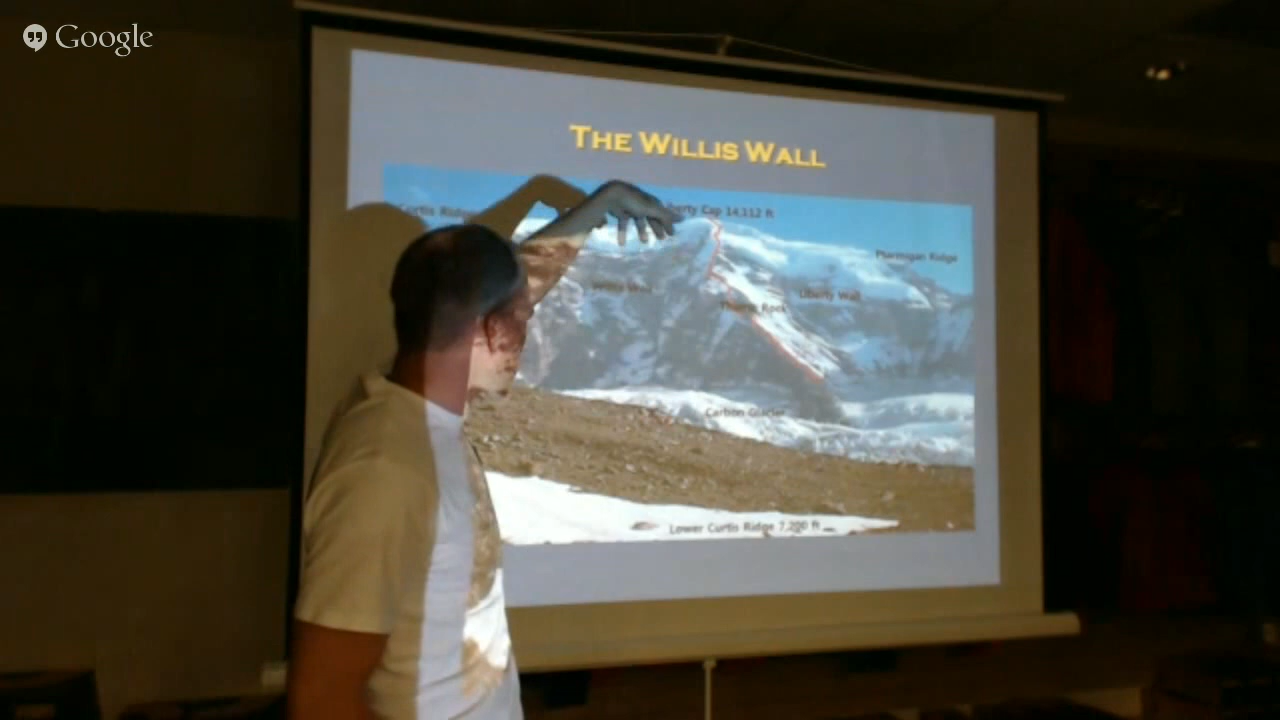 Google
THE WILLIS WALL
Curtis Ridge
Liberty Cap 14,112 ft
Ptarmigan Ridge
Willis Wall
Liberty Wall
Thumb Rock
Carbon Glacier
Lower Curtis Ridge 7,200 ft